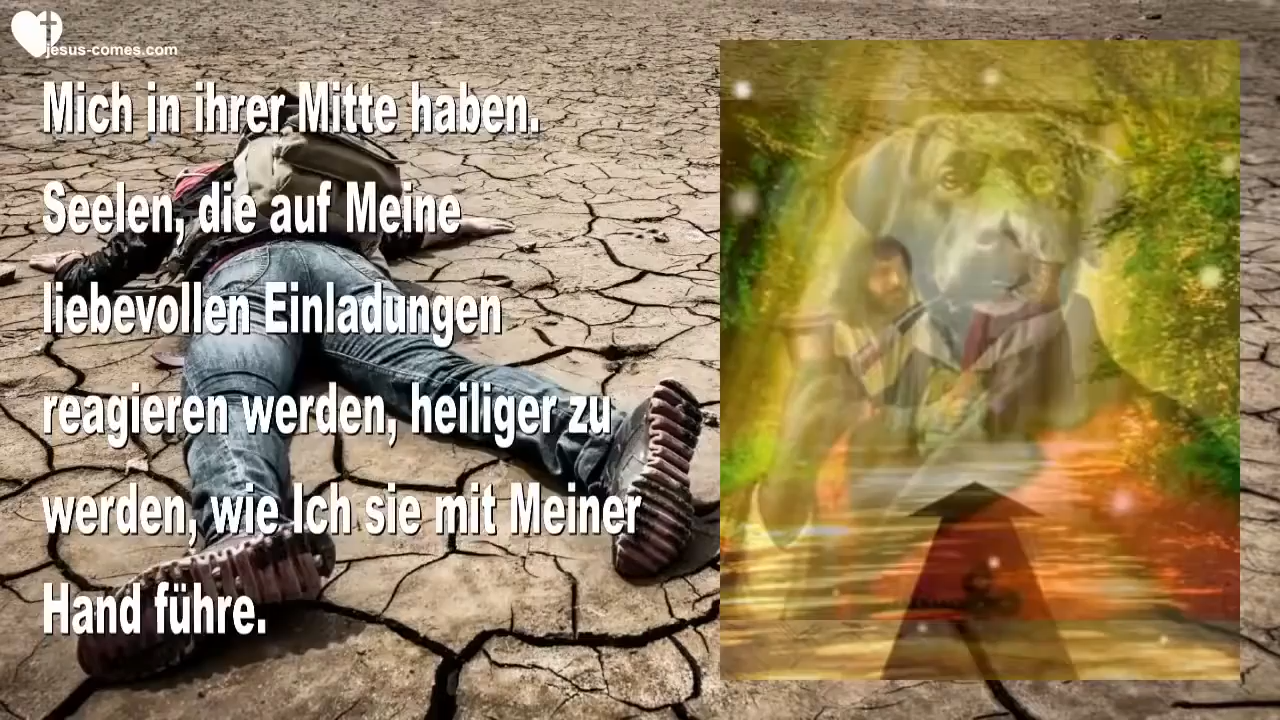 jesus-comes.com
Mich in ihrer Mitte haben.
Seelen, die auf Meine
liebevollen Einladungen
reagieren werden, heiliger zu
werden, wie Ich sie mit Meiner
Hand führe.